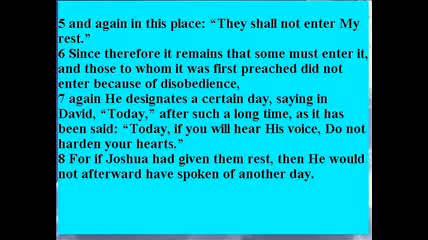 5 and again in this place: “They shall not enter My
rest.”
6 Since therefore it remains that some must enter it,
and those to whom it was first preached did not
enter because of disobedience,
7 again He designates a certain day, saying in
David, “Today,” after such a long time, as it has
been said: “Today, if you will hear His voice, Do not
harden your hearts.”
8 For if Joshua had given them rest, then He would
not afterward have spoken of another day.